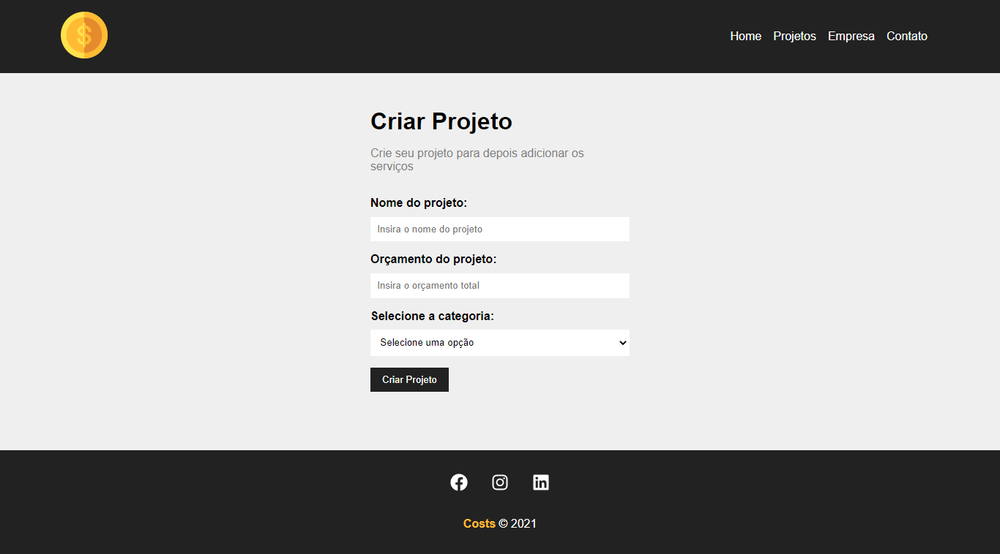 $
Home Projetos Empresa Contato
Criar Projeto
Crie seu projeto para depois adicionar os
serviços
Nome do projeto:
Insira o nome do projeto
Orçamento do projeto:
Insira o orçamento total
Selecione a categoria:
Selecione uma opção
Criar Projeto
Costs © 2021